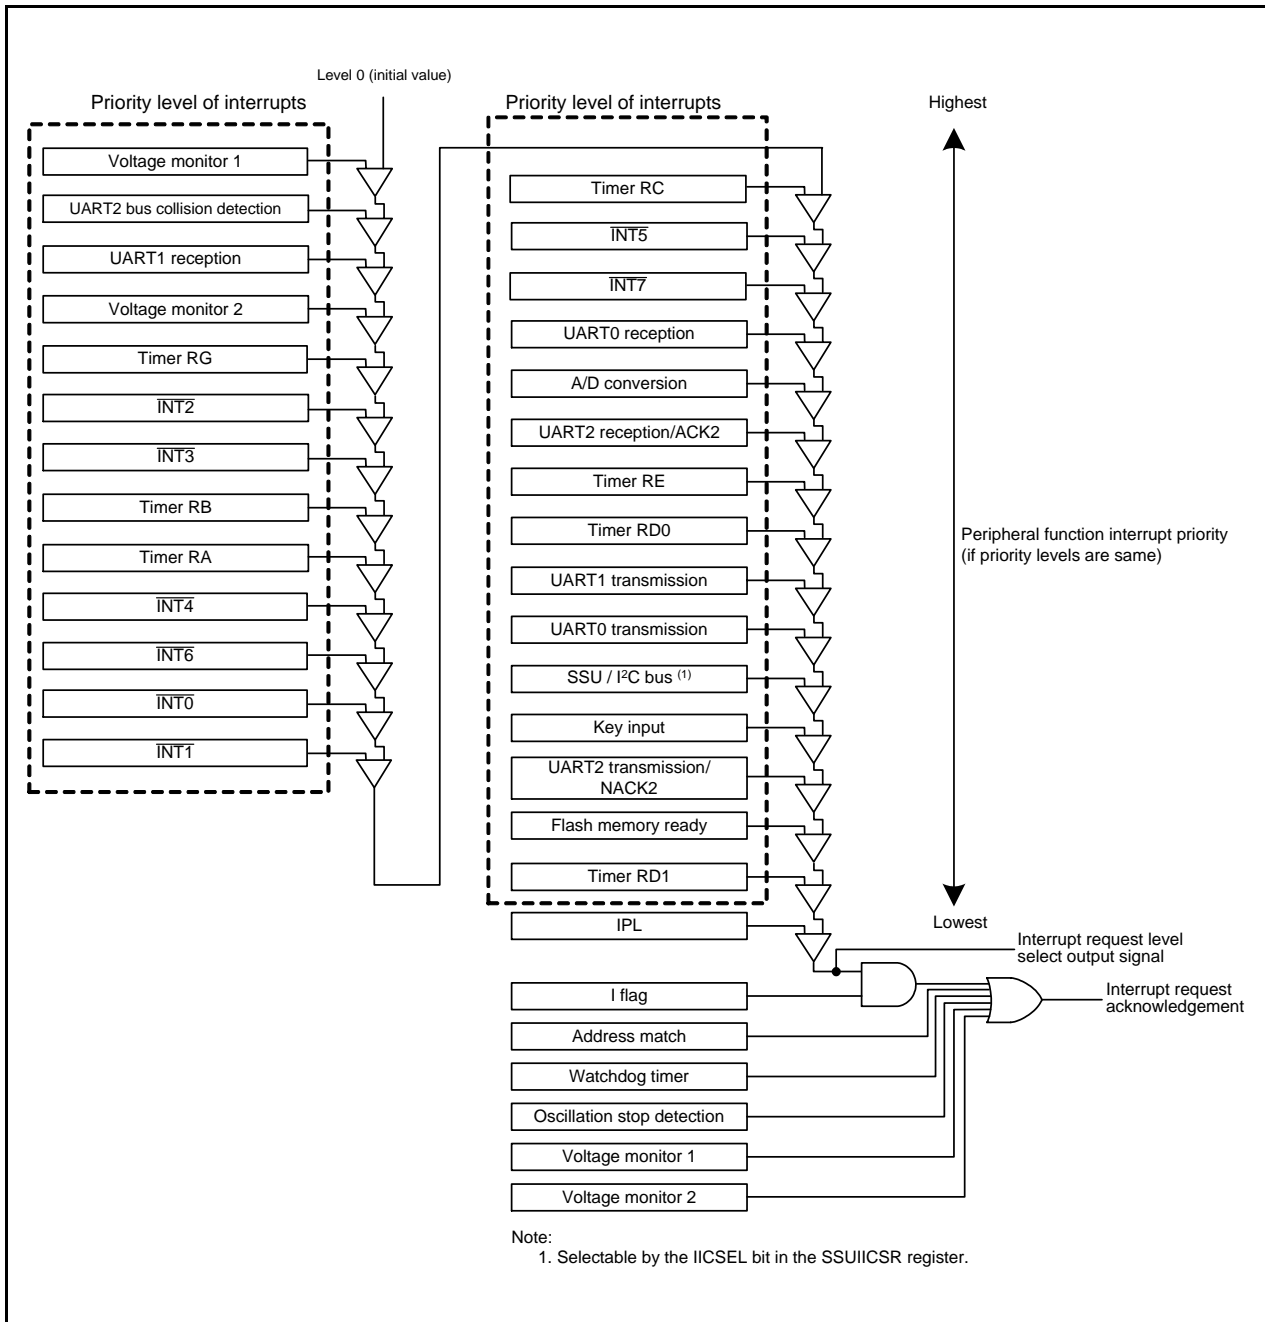 Level 0 (initial value)
Priority level of interrupts
Voltage monitor 1
UART2 bus collision detection
UART1 reception
Voltage monitor 2
Timer RG
INT2
INT3
Timer RB
Timer RA
INT4
INT6
INT0
INT1
Priority level of interrupts
Timer RC
INT5
INT7
UART0 reception
A/D conversion
UART2 reception/ACK2
Timer RE
Timer RD0
UART1 transmission
UART0 transmission
SSU / I²C bus (1)
Key input
UART2 transmission/
NACK2
Flash memory ready
Timer RD1
IPL
I flag
Address match
Watchdog timer
Oscillation stop detection
Voltage monitor 1
Voltage monitor 2
Highest
Peripheral function interrupt priority
(if priority levels are same)
Lowest
Interrupt request level
select output signal
Interrupt request
acknowledgement
Note:
1. Selectable by the IICSEL bit in the SSUIICSR register.